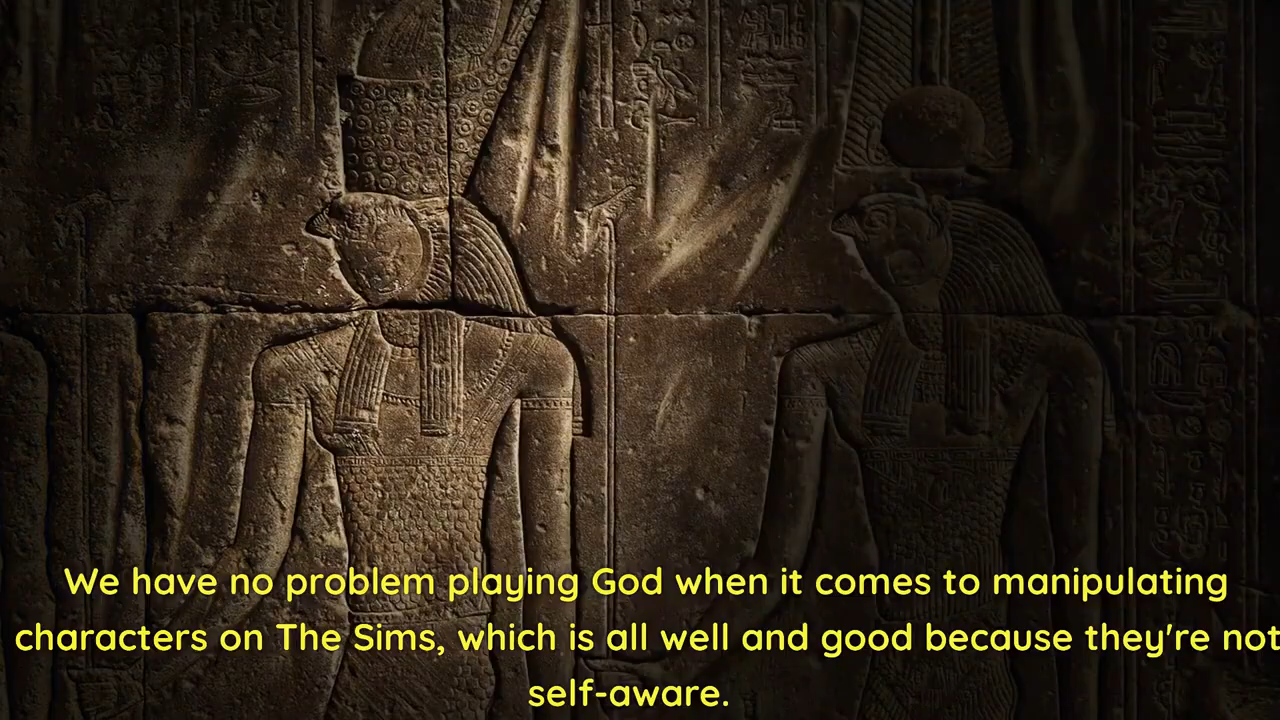 We have no problem playing God when it comes to manipulating
characters on The Sims, which is all well and good because they're not
self-aware.